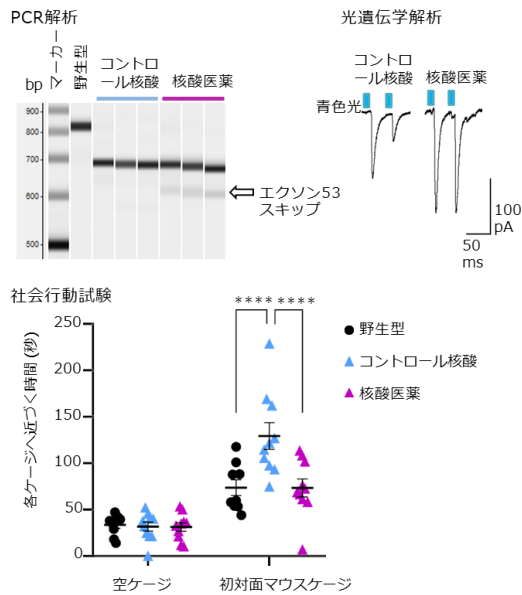 PCR解析
bp
マーカー
野生型
コントロ
ール核酸
核酸医薬
900
800
700
600
500
エクソン53
スキップ
光遺伝学解析
コントロ
ール核酸
核酸医薬
青色光
100
pA
50
ms
社会行動試験
各ケージへ近づく時間 (秒)
250
200
150
100
50
0
**** ****
野生型
コントロール核酸
核酸医薬
空ケージ
初対面マウスケージ